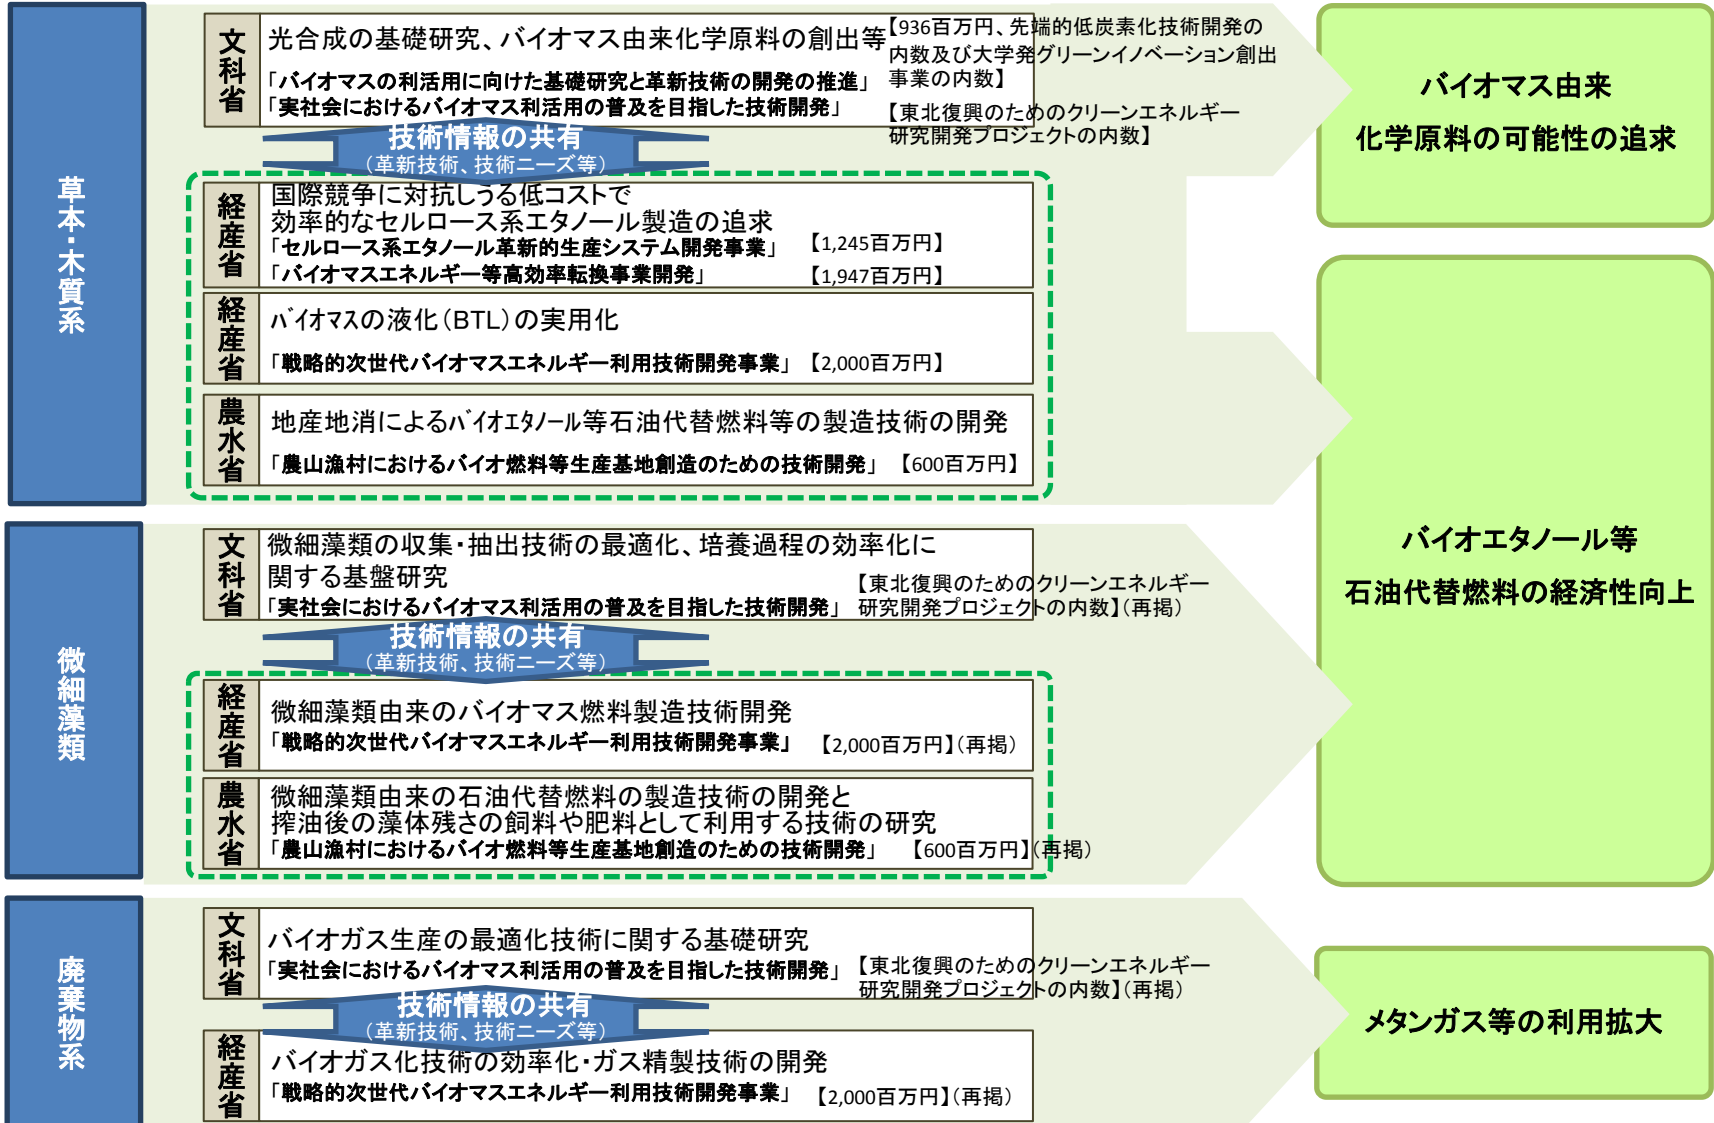 草本・木質系
文科省
光合成の基礎研究、バイオマス由来化学原料の創出等
【936百万円、先端的低炭素化技術開発の
内数及び大学発グリーンイノベーション創出
事業の内数】
「バイオマスの利活用に向けた基礎研究と革新技術の開発の推進」
「実社会におけるバイオマス利活用の普及を目指した技術開発」
【東北復興のためのクリーンエネルギー
研究開発プロジェクトの内数】
技術情報の共有
(革新技術、技術ニーズ等)
経産省
国際競争に対抗しうる低コストで
効率的なセルロース系エタノール製造の追求
「セルロース系エタノール革新的生産システム開発事業」 【1,245百万円】
「バイオマスエネルギー等高効率転換事業開発」 【1,947百万円】
経産省
バイオマスの液化(BTL)の実用化
「戦略的次世代バイオマスエネルギー利用技術開発事業」 【2,000百万円】
農水省
地産地消によるバイオエタノール等石油代替燃料等の製造技術の開発
「農山漁村におけるバイオ燃料等生産基地創造のための技術開発」 【600百万円】
バイオマス由来
化学原料の可能性の追求
微細藻類
文科省
微細藻類の収集・抽出技術の最適化、培養過程の効率化に
関する基盤研究
「実社会におけるバイオマス利活用の普及を目指した技術開発」
【東北復興のためのクリーンエネルギー
研究開発プロジェクトの内数】(再掲)
技術情報の共有
(革新技術、技術ニーズ等)
経産省
微細藻類由来のバイオマス燃料製造技術開発
「戦略的次世代バイオマスエネルギー利用技術開発事業」 【2,000百万円】(再掲)
農水省
微細藻類由来の石油代替燃料の製造技術の開発と
搾油後の藻体残さの飼料や肥料として利用する技術の研究
「農山漁村におけるバイオ燃料等生産基地創造のための技術開発」 【600百万円】(再掲)
バイオエタノール等
石油代替燃料の経済性向上
廃棄物系
文科省
バイオガス生産の最適化技術に関する基礎研究
「実社会におけるバイオマス利活用の普及を目指した技術開発」
【東北復興のためのクリーンエネルギー
研究開発プロジェクトの内数】(再掲)
技術情報の共有
(革新技術、技術ニーズ等)
経産省
バイオガス化技術の効率化・ガス精製技術の開発
「戦略的次世代バイオマスエネルギー利用技術開発事業」 【2,000百万円】(再掲)
メタンガス等の利用拡大